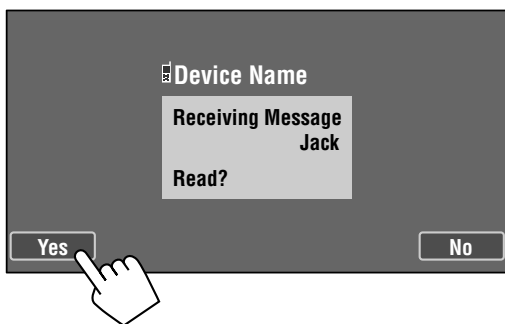 Device Name
Receiving Message
Jack
Read?
Yes
No